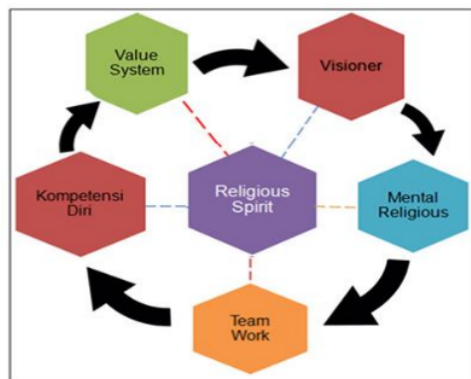 Value
System
Visioner
Kompetensi
Diri
Religious
Spirit
Mental
Religious
Team
Work